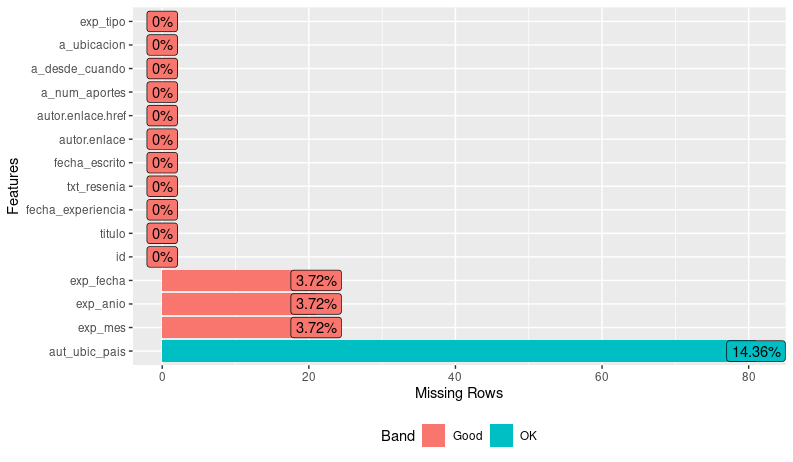 exp_tipo
0%
a_ubicacion
0%
a_desde_cuando
0%
a_num_aportes
0%
autor.enlace.href
0%
autor.enlace
0%
fecha_escrito
0%
txt_resenia
0%
fecha_experiencia
0%
titulo
0%
id
0%
exp_fecha
3.72%
exp_anio
3.72%
exp_mes
3.72%
aut_ubic_pais
14.36%
Features
0 20 40 60 80
Missing Rows
Band Good OK